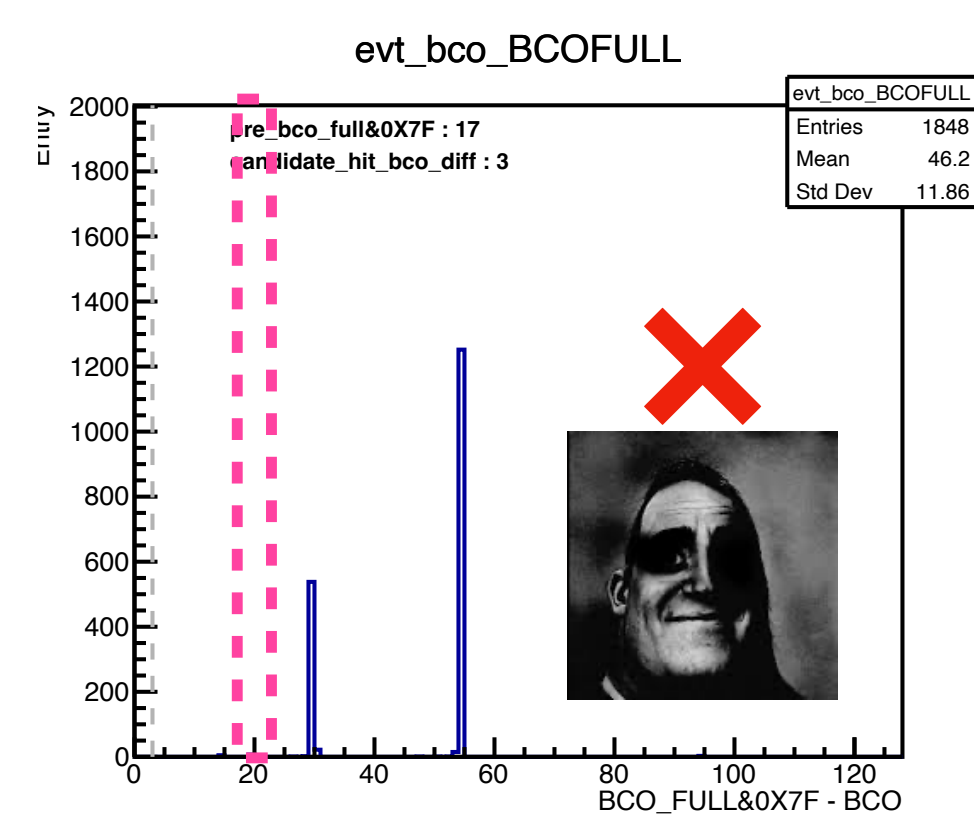 evt_bco_BCOFULL
evt_bco_BCOFULL
Entries 1848
Mean 46.2
Std Dev 11.86
Entry
pre_bco_full&0X7F : 17
candidate_hit_bco_diff : 3
2000
1800
1600
1400
1200
1000
800
600
400
200
0
0 20 40 60 80 100 120
BCO_FULL&0X7F - BCO